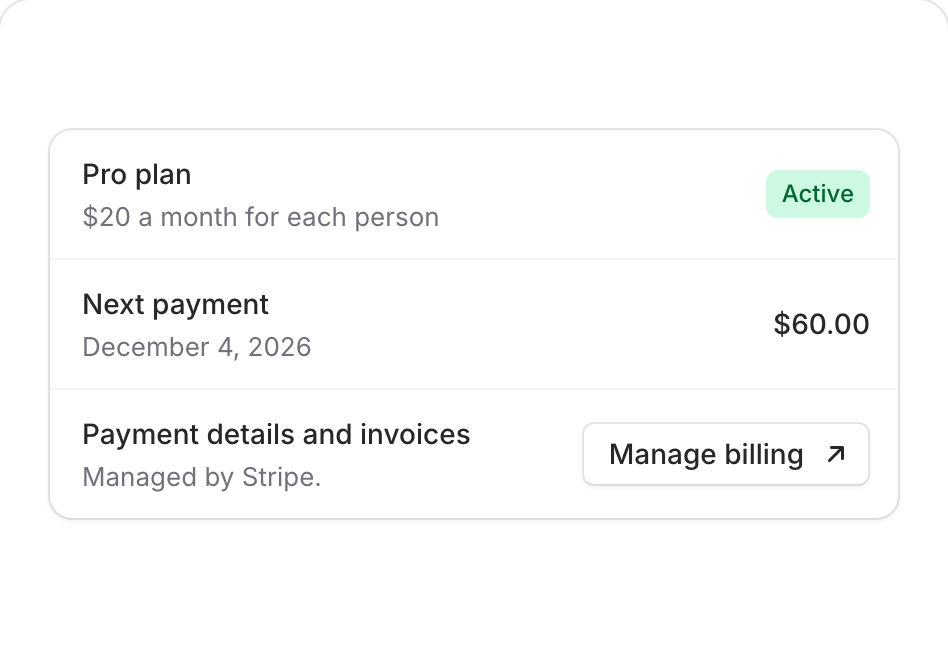 Pro plan
Active
$20 a month for each person
Next payment
$60.00
December 4, 2026
Payment details and invoices
Manage billing
Managed by Stripe.